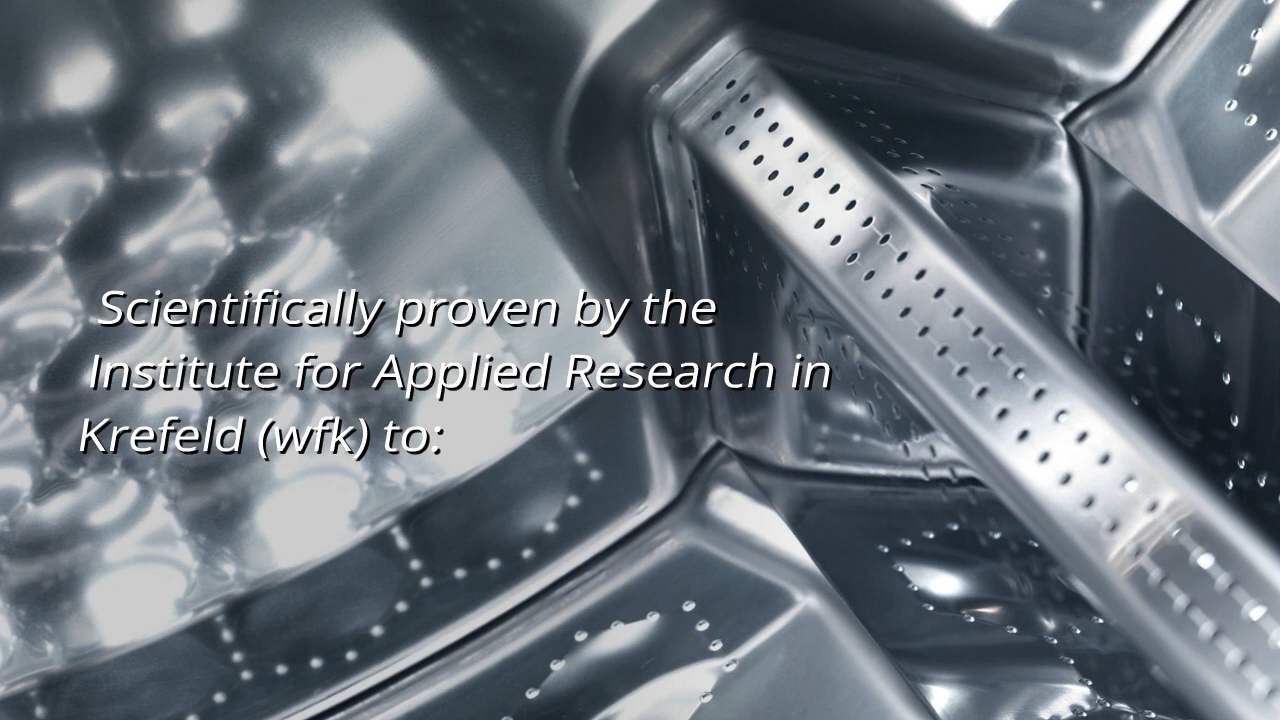 Scientifically proven by the
Institute for Applied Research in
Krefeld (wfk) to: